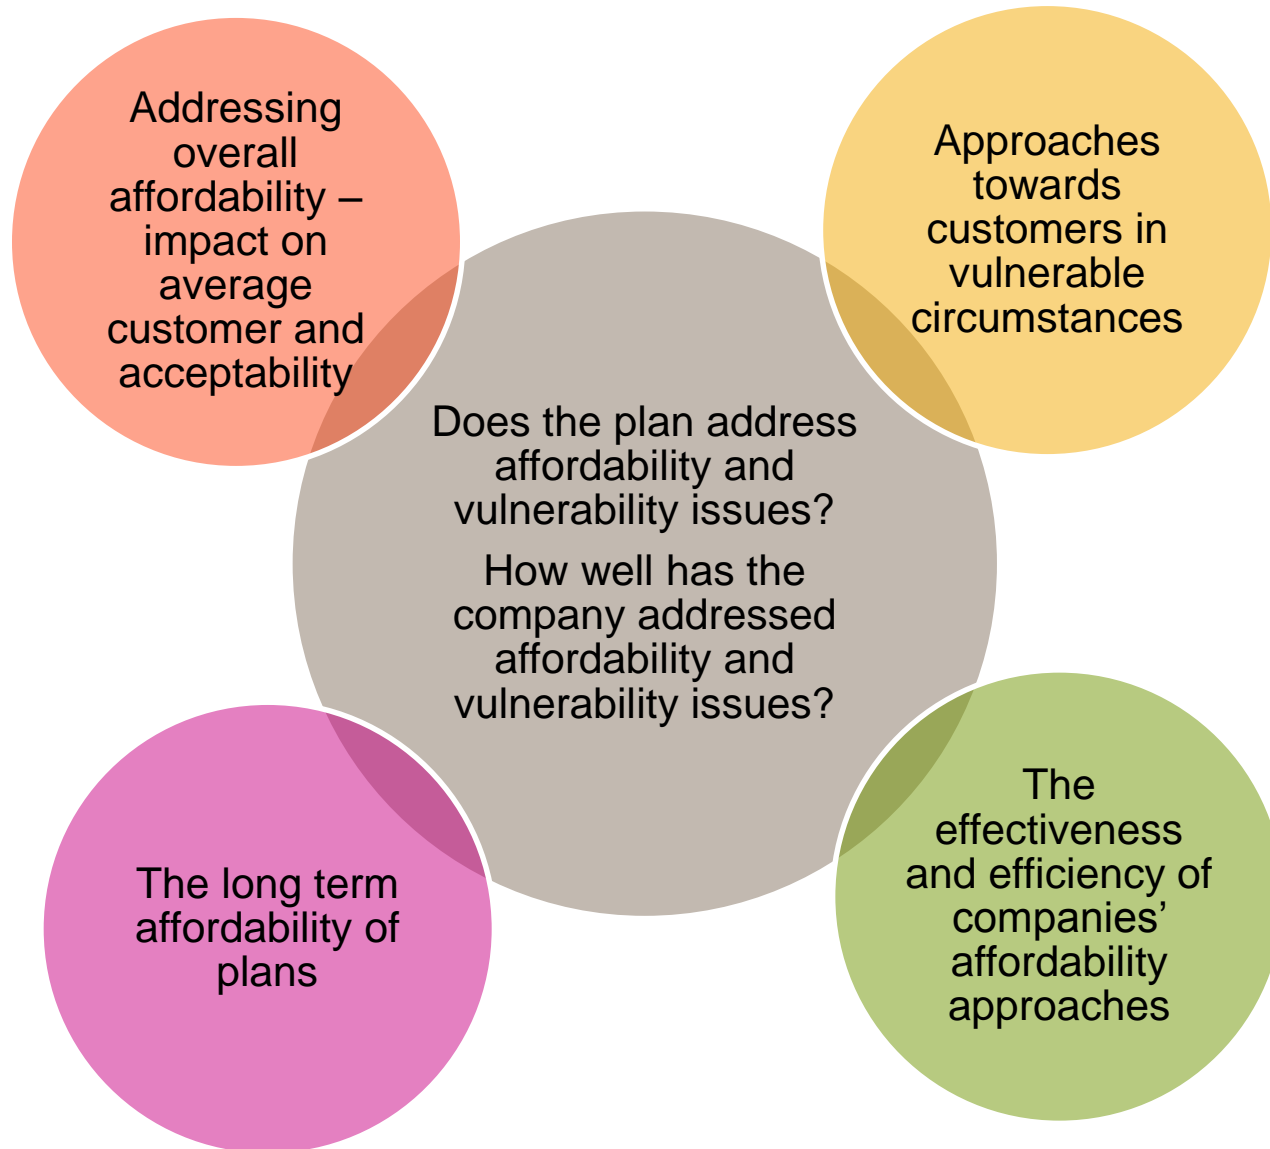 Addressing
overall
affordability –
impact on
average
customer and
acceptability
Approaches
towards
customers in
vulnerable
circumstances
Does the plan address
affordability and
vulnerability issues?
How well has the
company addressed
affordability and
vulnerability issues?
The long term
affordability of
plans
The
effectiveness
and efficiency of
companies’
affordability
approaches